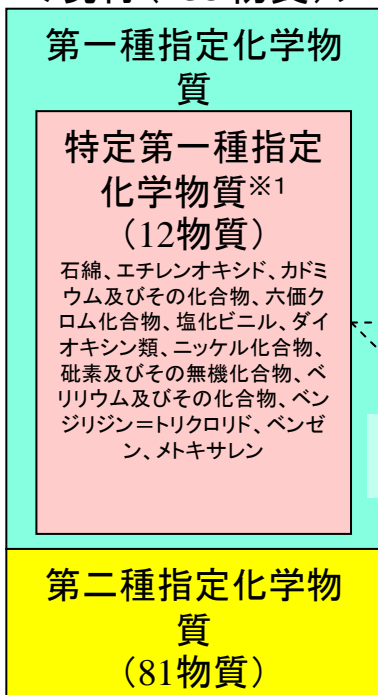 第一種指定化学物
質
特定第一種指定
化学物質※1
（12物質）
石綿、エチレンオキシド、カドミ
ウム及びその化合物、六価ク
ロム化合物、塩化ビニル、ダイ
オキシン類、ニッケル化合物、
砒素及びその無機化合物、ベ
リリウム及びその化合物、ベン
ジリジン＝トリクロリド、ベンゼ
ン、メトキサレン
第二種指定化学物
質
（81物質）